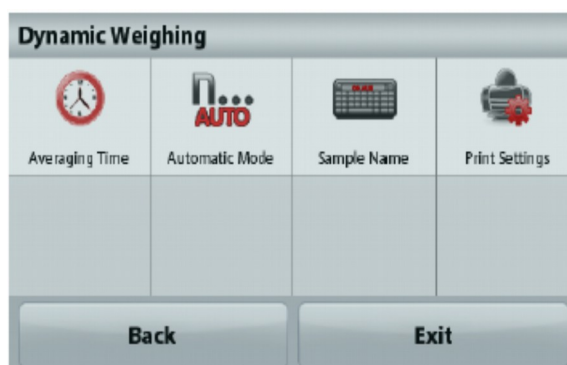 Dynamic Weighing
n...
AUTO
Averaging Time
Automatic Mode
Sample Name
Print Settings
Back
Exit